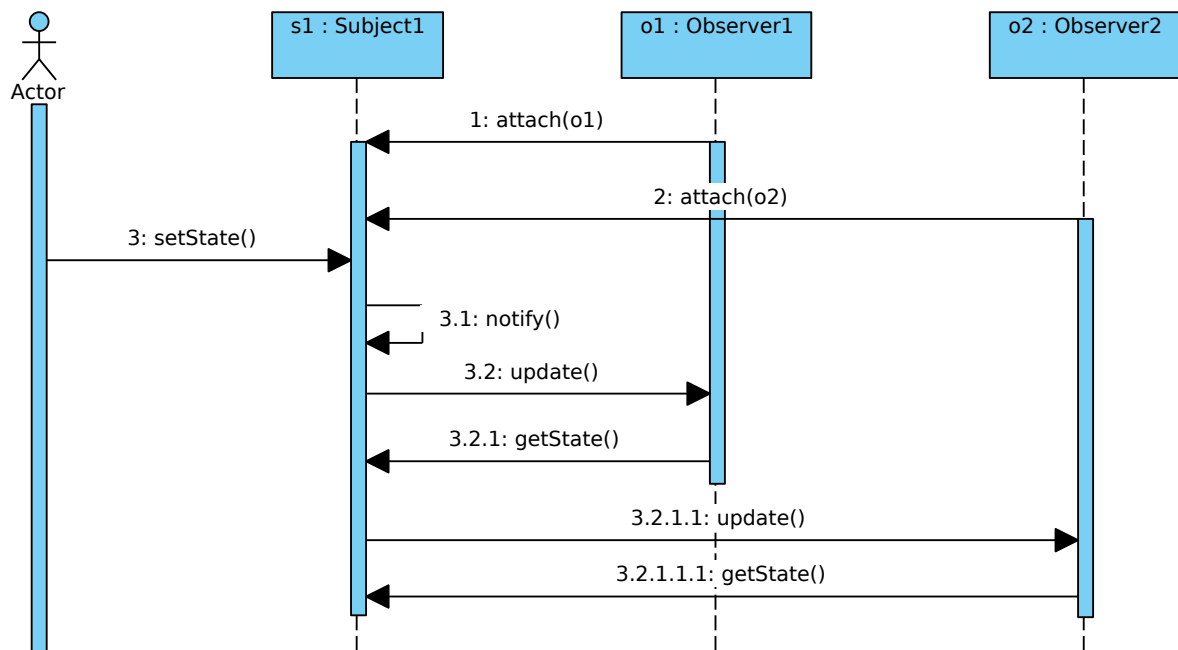 s1 : Subject1
o1 : Observer1
o2 : Observer2
Actor
1: attach(o1)
2: attach(o2)
3: setState()
3.1: notify()
3.2: update()
3.2.1: getState()
3.2.1.1: update()
3.2.1.1.1: getState()